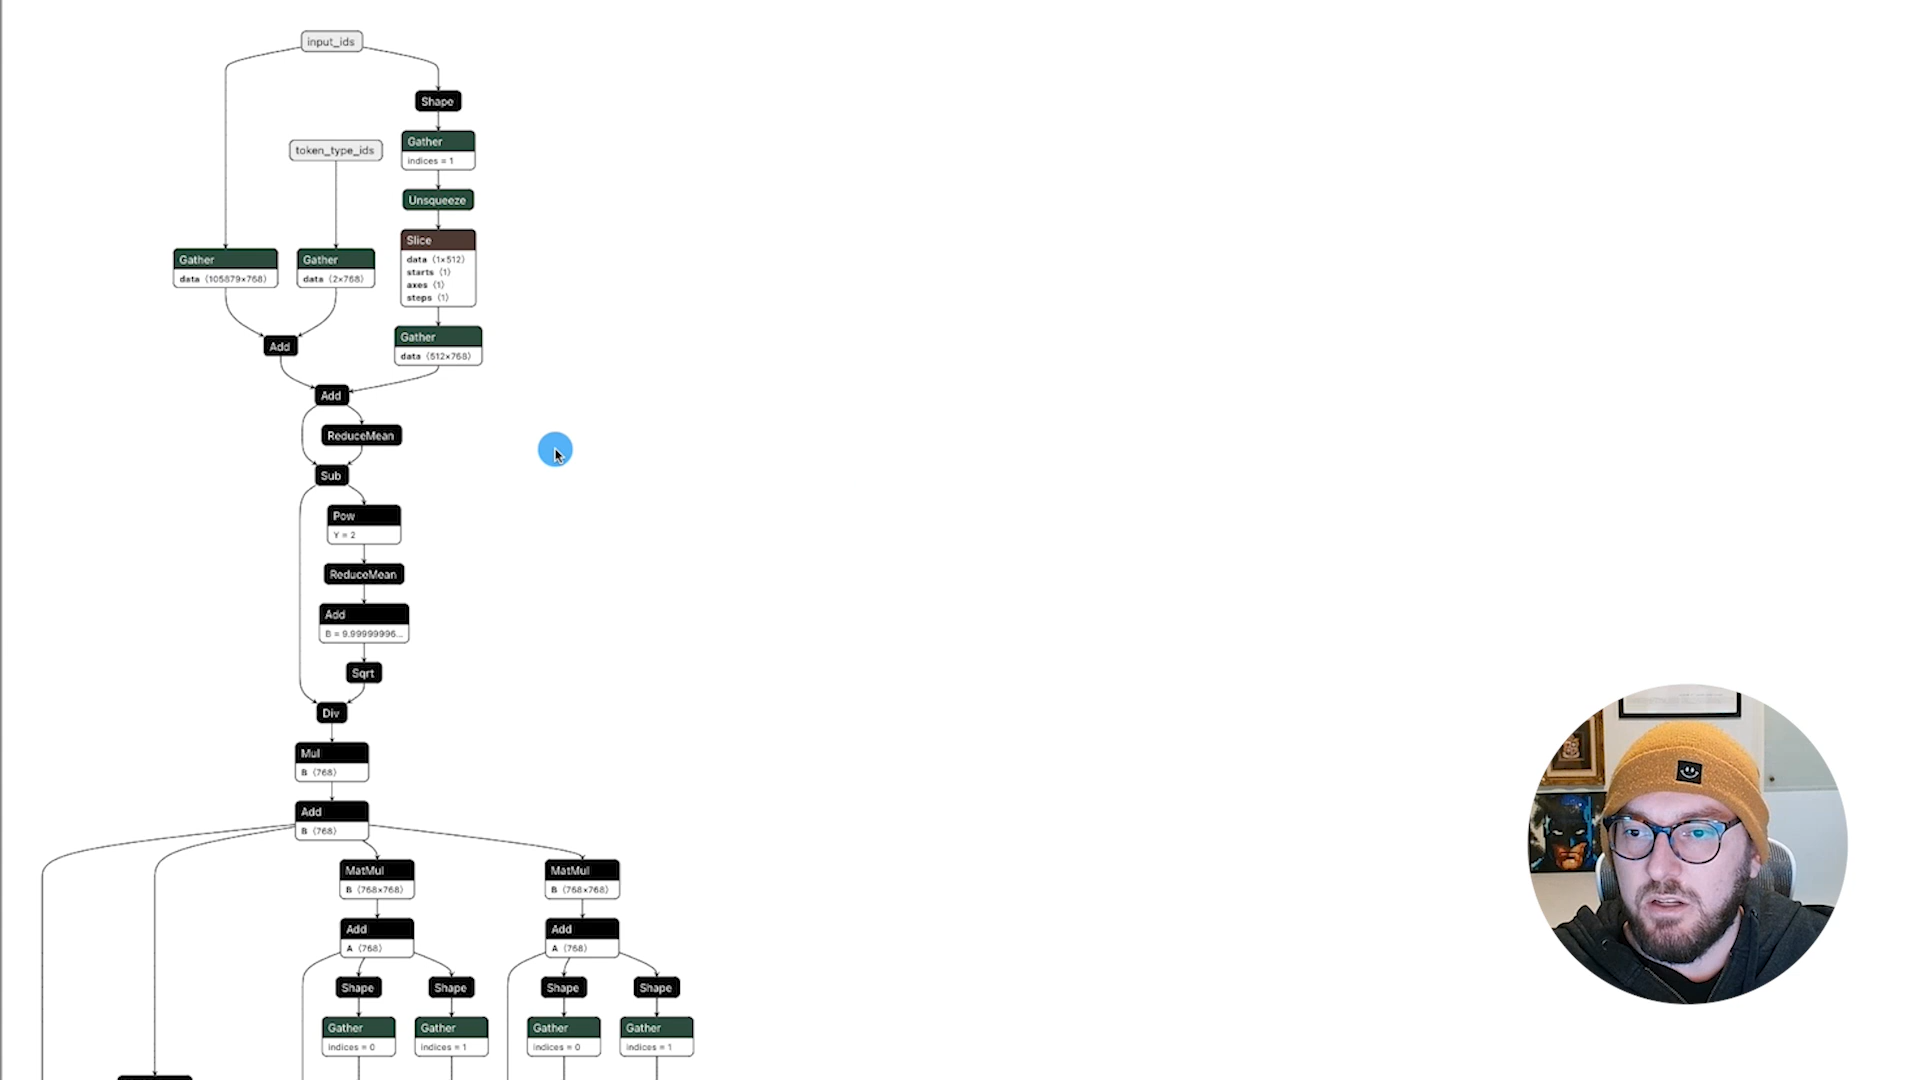 input_ids
Shape
Gather
indices = 1
token_type_ids
Unsqueeze
Slice
data ⟨1×512⟩
starts ⟨1⟩
axes ⟨1⟩
steps ⟨1⟩
Gather
data ⟨105879×768⟩
Gather
data ⟨2×768⟩
Gather
data ⟨512×768⟩
Add
Add
ReduceMean
Sub
Pow
Y = 2
ReduceMean
Add
B = 9.99999996...
Sqrt
Div
Mul
B ⟨768⟩
Add
B ⟨768⟩
MatMul
B ⟨768×768⟩
MatMul
B ⟨768×768⟩
Add
A ⟨768⟩
Add
A ⟨768⟩
Shape
Shape
Shape
Shape
Gather
indices = 0
Gather
indices = 1
Gather
indices = 0
Gather
indices = 1